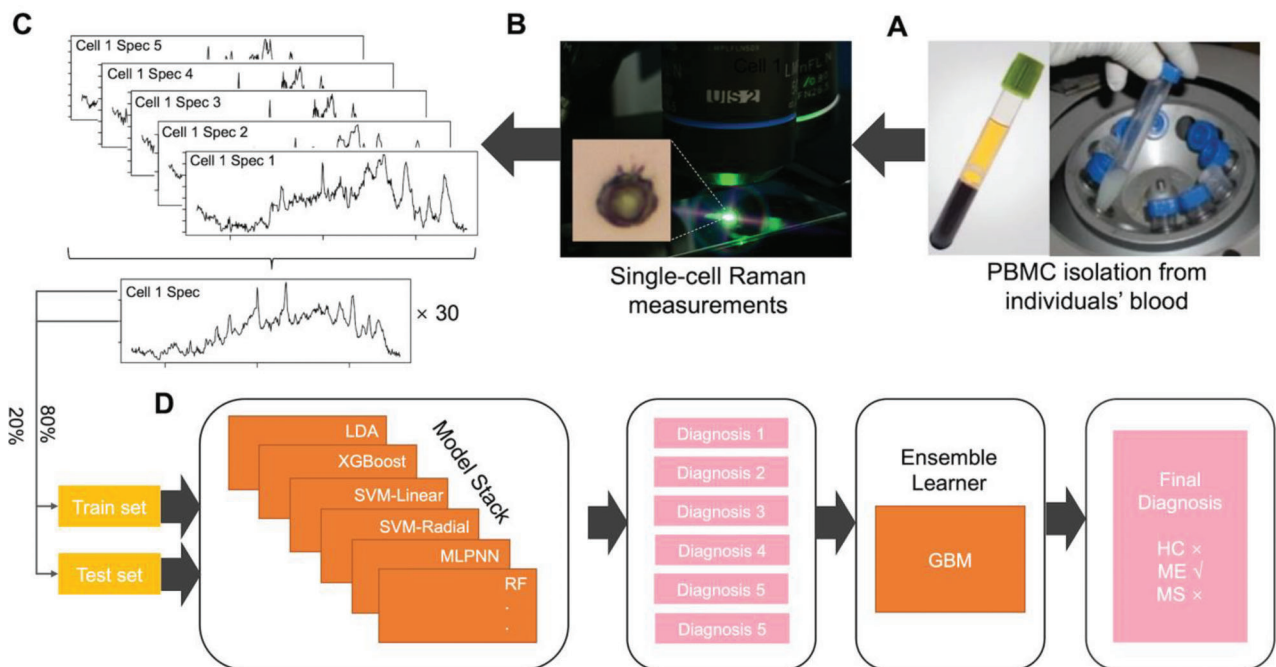 C
B
A
Cell 1 Spec 5
Cell 1 Spec 4
Cell 1 Spec 3
Cell 1 Spec 2
Cell 1 Spec 1
Cell 1
UIS 2
Single-cell Raman
measurements
PBMC isolation from
individuals’ blood
Cell 1 Spec
× 30
20%
80%
D
Train set
Test set
LDA
XGBoost
SVM-Linear
SVM-Radial
MLPNN
RF
.
.
Model Stack
Diagnosis 1
Diagnosis 2
Diagnosis 3
Diagnosis 4
Diagnosis 5
Diagnosis 5
Ensemble
Learner
GBM
Final
Diagnosis
HC ×
ME √
MS ×